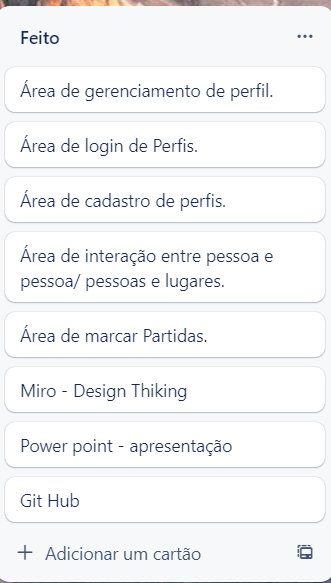 Feito
Área de gerenciamento de perfil.
Área de login de Perfis.
Área de cadastro de perfis.
Área de interação entre pessoa e
pessoa/ pessoas e lugares.
Área de marcar Partidas.
Miro - Design Thiking
Power point - apresentação
Git Hub
Adicionar um cartão